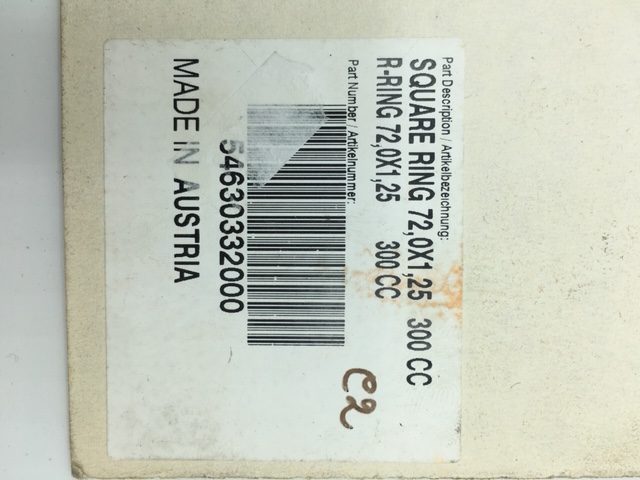 Part Description / Artikelbezeichnung:
SQUARE RING 72,0X1,25 300 CC
R-RING 72,0X1,25 300 CC
Part Number / Artikelnummer:
54630332000
MADE IN AUSTRIA
C2